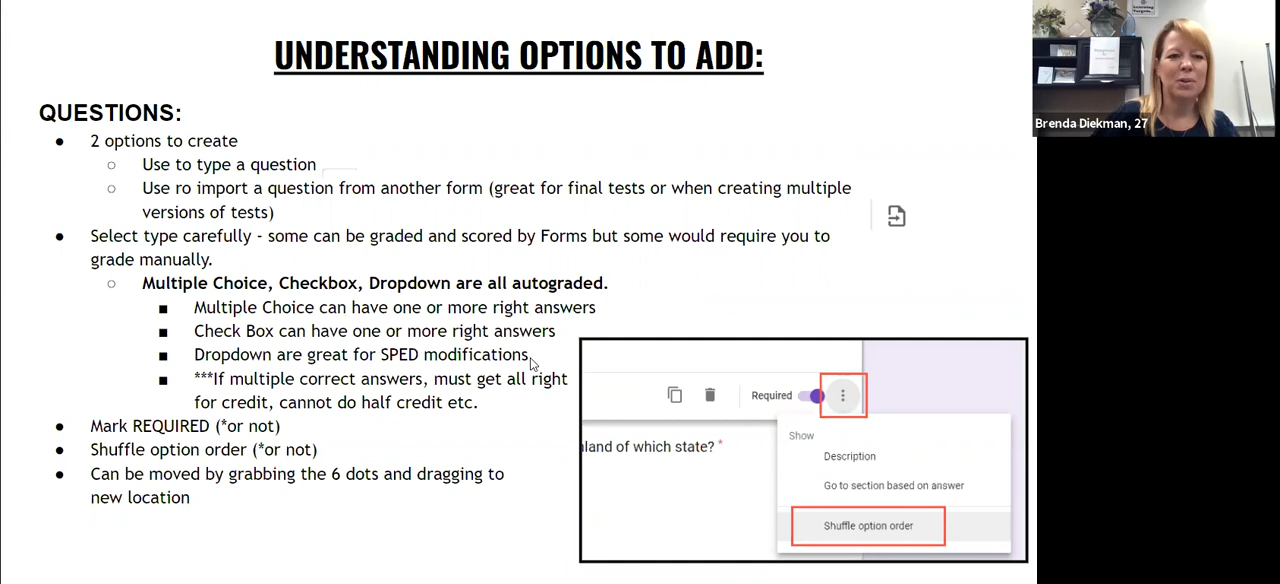 UNDERSTANDING OPTIONS TO ADD:
QUESTIONS:
2 options to create
Use to type a question
Use ro import a question from another form (great for final tests or when creating multiple
versions of tests)
Select type carefully - some can be graded and scored by Forms but some would require you to
grade manually.
Multiple Choice, Checkbox, Dropdown are all autograded.
Multiple Choice can have one or more right answers
Check Box can have one or more right answers
Dropdown are great for SPED modifications.
***If multiple correct answers, must get all right
for credit, cannot do half credit etc.
Mark REQUIRED (*or not)
Shuffle option order (*or not)
Can be moved by grabbing the 6 dots and dragging to
new location
Required
land of which state? *
Show
Description
Go to section based on answer
Shuffle option order
Brenda Diekman, 27